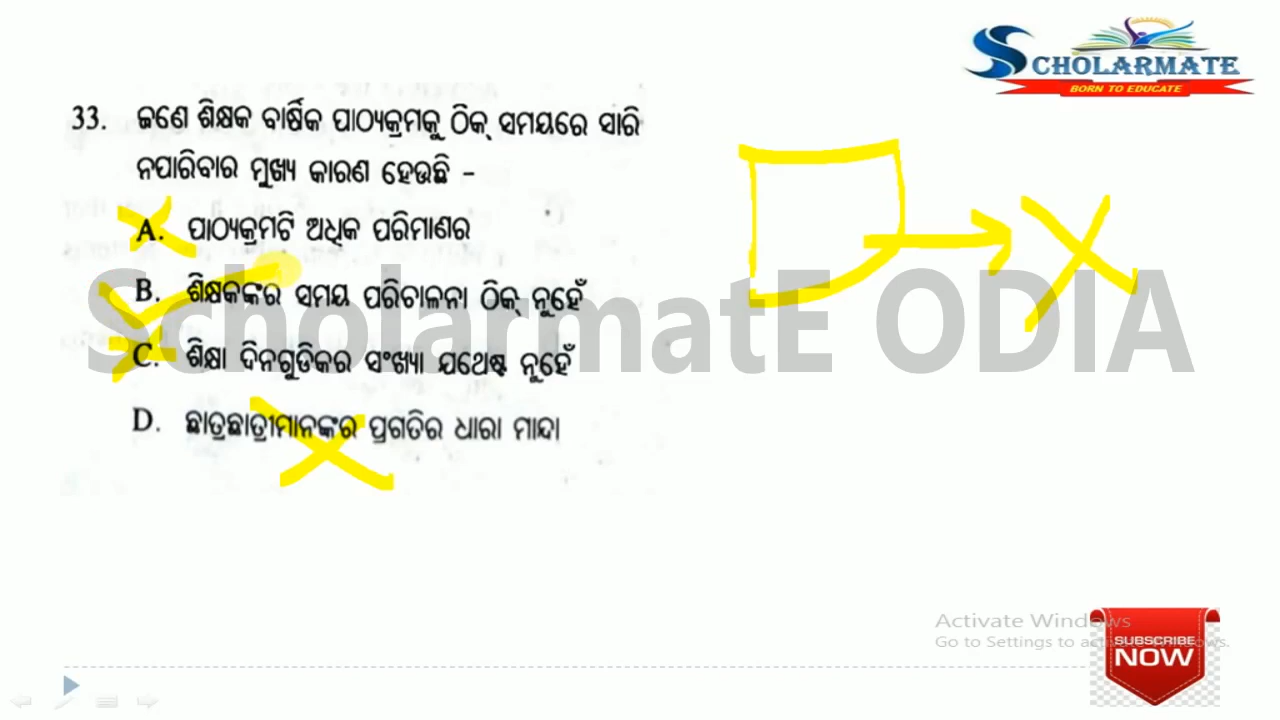 SCHOLARMATE
BORN TO EDUCATE
33. ଜଣେ ଶିକ୍ଷକ ବାର୍ଷିକ ପାଠ୍ୟକ୍ରମକୁ ଠିକ୍ ସମୟରେ ସାରି
ନପାରିବାର ମୁଖ୍ୟ କାରଣ ହେଉଛି -
A. ପାଠ୍ୟକ୍ରମଟି ଅଧିକ ପରିମାଣର
B. ଶିକ୍ଷକଙ୍କର ସମୟ ପରିଚାଳନା ଠିକ୍ ନୁହେଁ
C. ଶିକ୍ଷା ଦିନଗୁଡିକର ସଂଖ୍ୟା ଯଥେଷ୍ଟ ନୁହେଁ
D. ଛାତ୍ରଛାତ୍ରୀମାନଙ୍କର ପ୍ରଗତିର ଧାରା ମାନ୍ଦା
ScholarmatE ODIA
Activate Windows
Go to Settings to activate Windows.
SUBSCRIBE
NOW